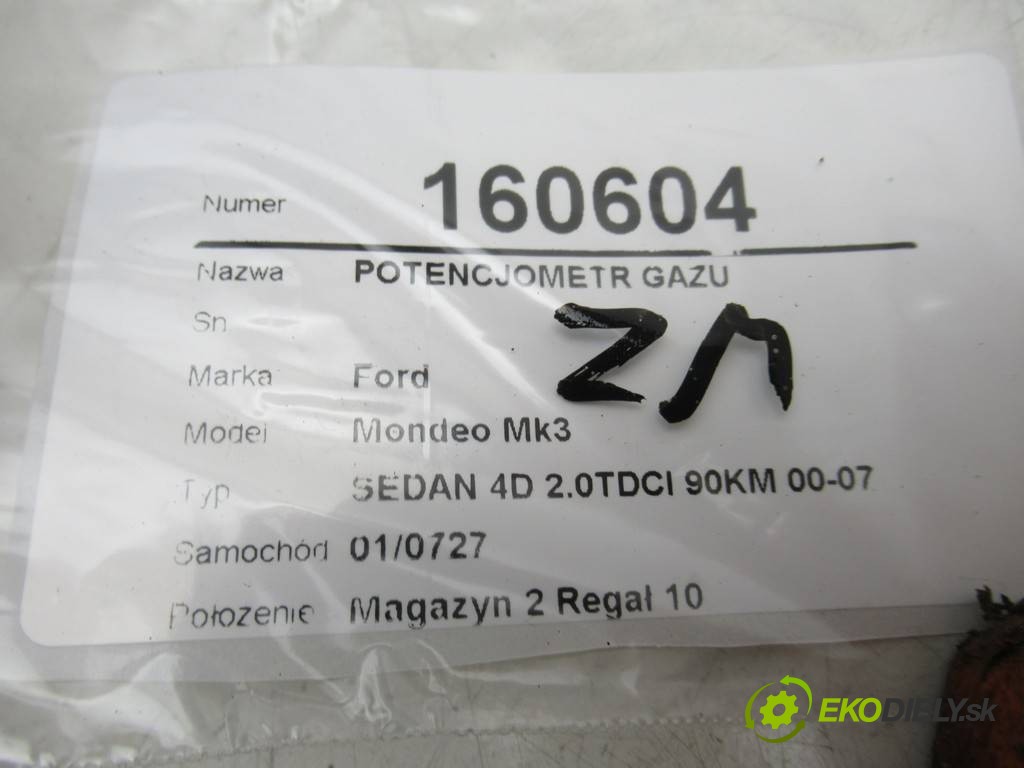 Numer 160604
Nazwa POTENCJOMETR GAZU
Sn
Marka Ford
Model Mondeo Mk3
Typ SEDAN 4D 2.0TDCI 90KM 00-07
Samochód 01/0727
Położenie Magazyn 2 Regał 10
EKODIELY.sk